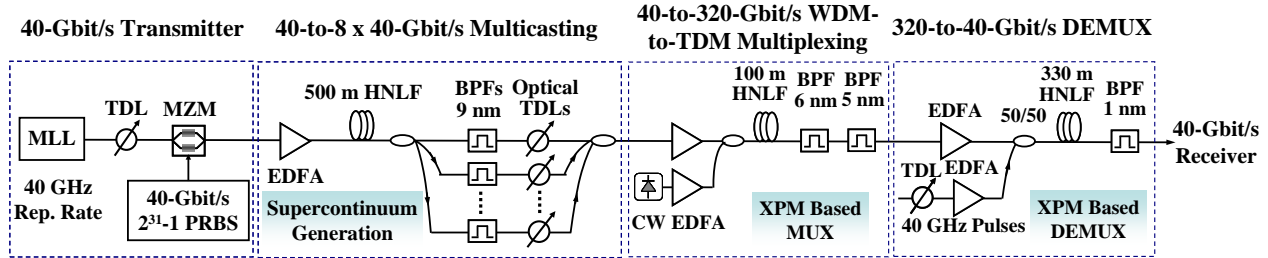 40-Gbit/s Transmitter
40-to-8 x 40-Gbit/s Multicasting
40-to-320-Gbit/s WDM-
to-TDM Multiplexing
320-to-40-Gbit/s DEMUX
TDL
MZM
MLL
40 GHz
Rep. Rate
40-Gbit/s
2³¹-1 PRBS
500 m HNLF
EDFA
BPFs
9 nm
Optical
TDLs
Supercontinuum
Generation
100 m
HNLF
BPF
6 nm
BPF
5 nm
CW EDFA
XPM Based
MUX
EDFA
50/50
330 m
HNLF
BPF
1 nm
TDL
EDFA
40 GHz Pulses
XPM Based
DEMUX
40-Gbit/s
Receiver